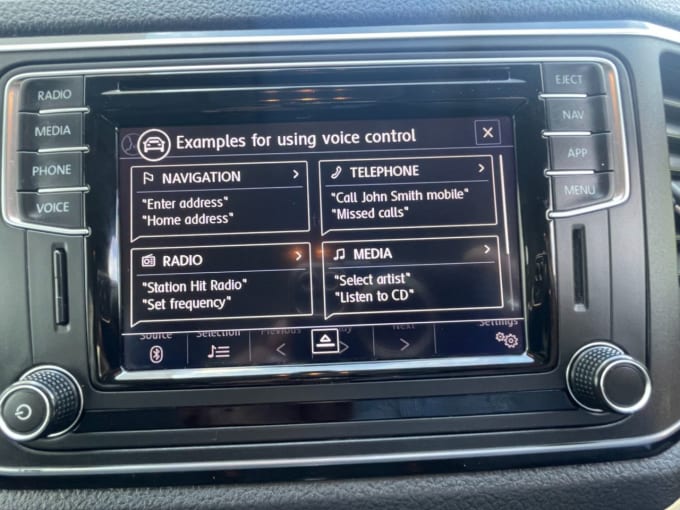 RADIO
MEDIA
PHONE
VOICE
EJECT
NAV
APP
MENU
Examples for using voice control
NAVIGATION
"Enter address"
"Home address"
TELEPHONE
"Call John Smith mobile"
"Missed calls"
RADIO
"Station Hit Radio"
"Set frequency"
MEDIA
"Select artist"
"Listen to CD"
Source Selection Previous Next Settings